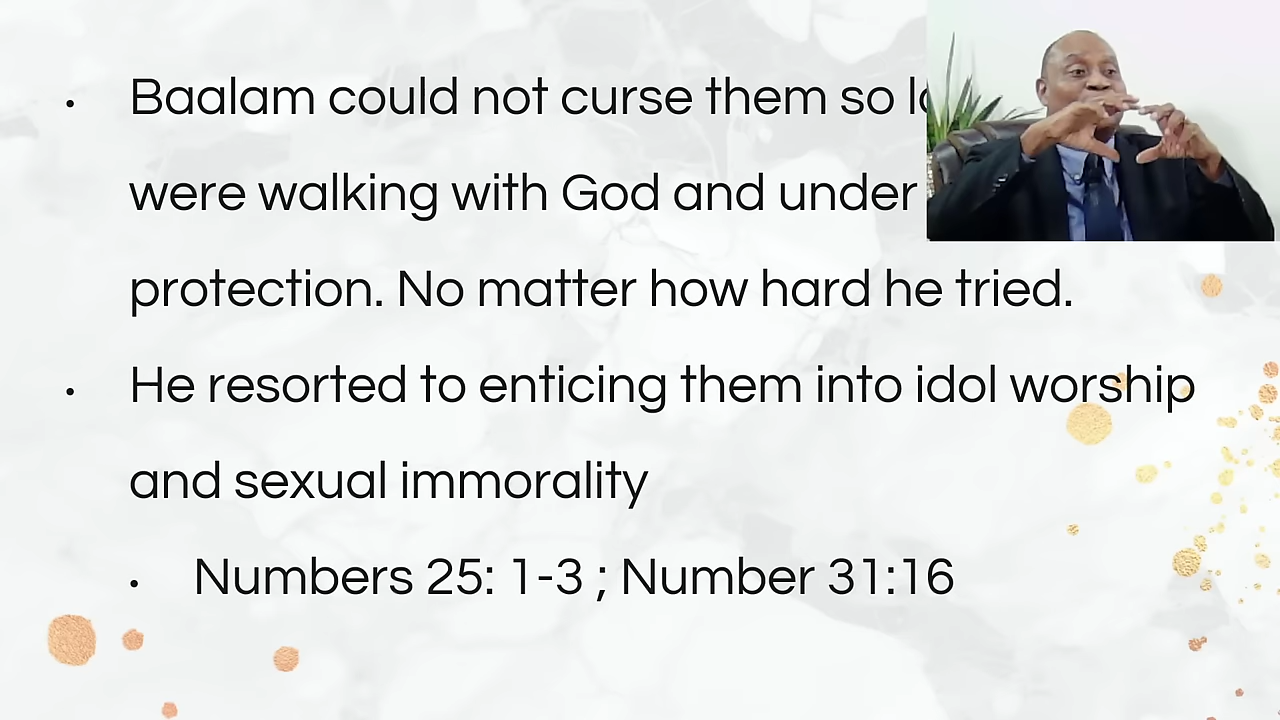 • Baalam could not curse them so
were walking with God and under
protection. No matter how hard he tried.
• He resorted to enticing them into idol worship
and sexual immorality
• Numbers 25: 1-3 ; Number 31:16